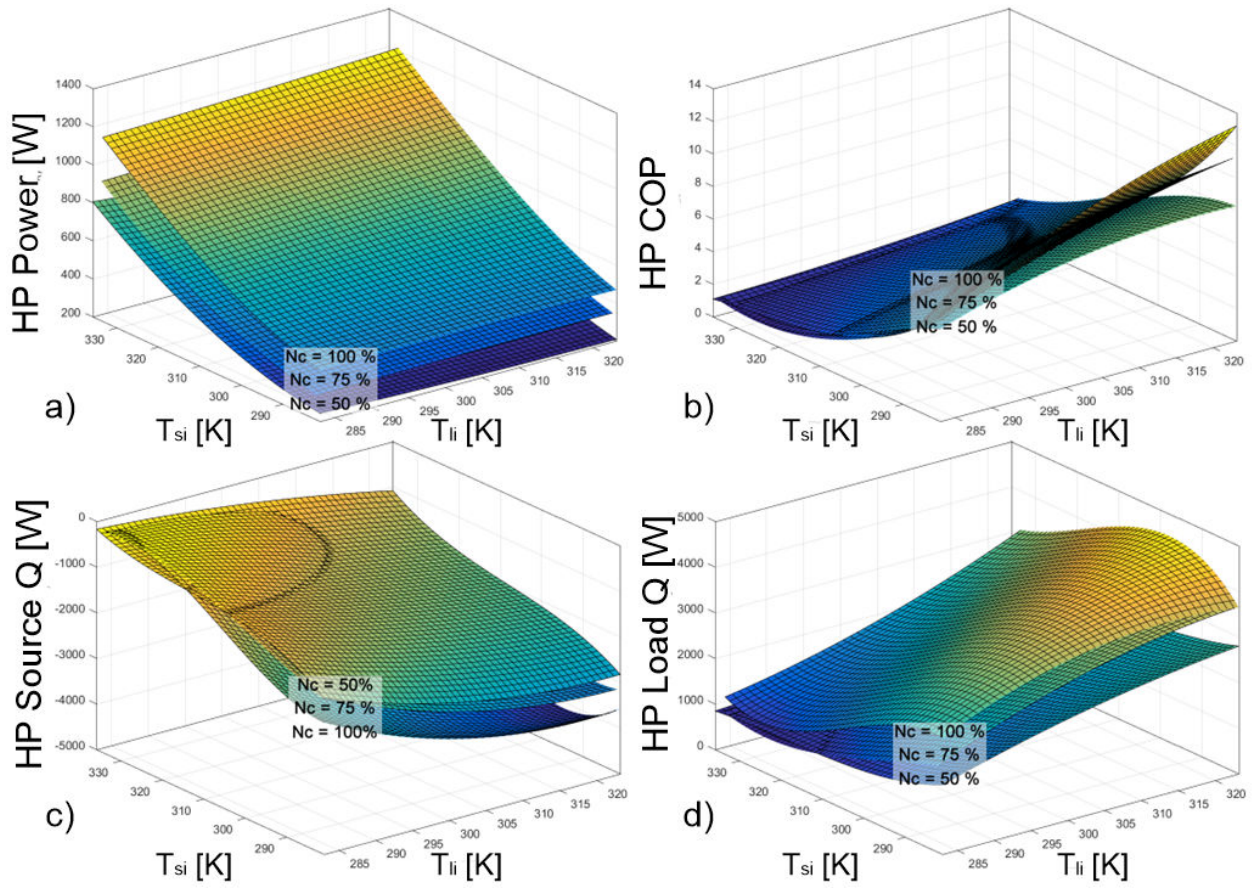 HP Power, [W]
1400
1200
1000
800
600
400
200
330
320
310
300
290
285
290
295
300
305
310
315
320
Nc = 100 %
Nc = 75 %
Nc = 50 %
a)
Tsi [K]
Tli [K]
HP COP
14
12
10
8
6
4
2
0
330
320
310
300
290
285
290
295
300
305
310
315
320
Nc = 100 %
Nc = 75 %
Nc = 50 %
b)
Tsi [K]
Tli [K]
HP Source Q [W]
0
-1000
-2000
-3000
-4000
-5000
330
320
310
300
290
285
290
295
300
305
310
315
320
Nc = 50%
Nc = 75 %
Nc = 100%
c)
Tsi [K]
Tli [K]
HP Load Q [W]
5000
4000
3000
2000
1000
0
330
320
310
300
290
285
290
295
300
305
310
315
320
Nc = 100 %
Nc = 75 %
Nc = 50 %
d)
Tsi [K]
Tli [K]